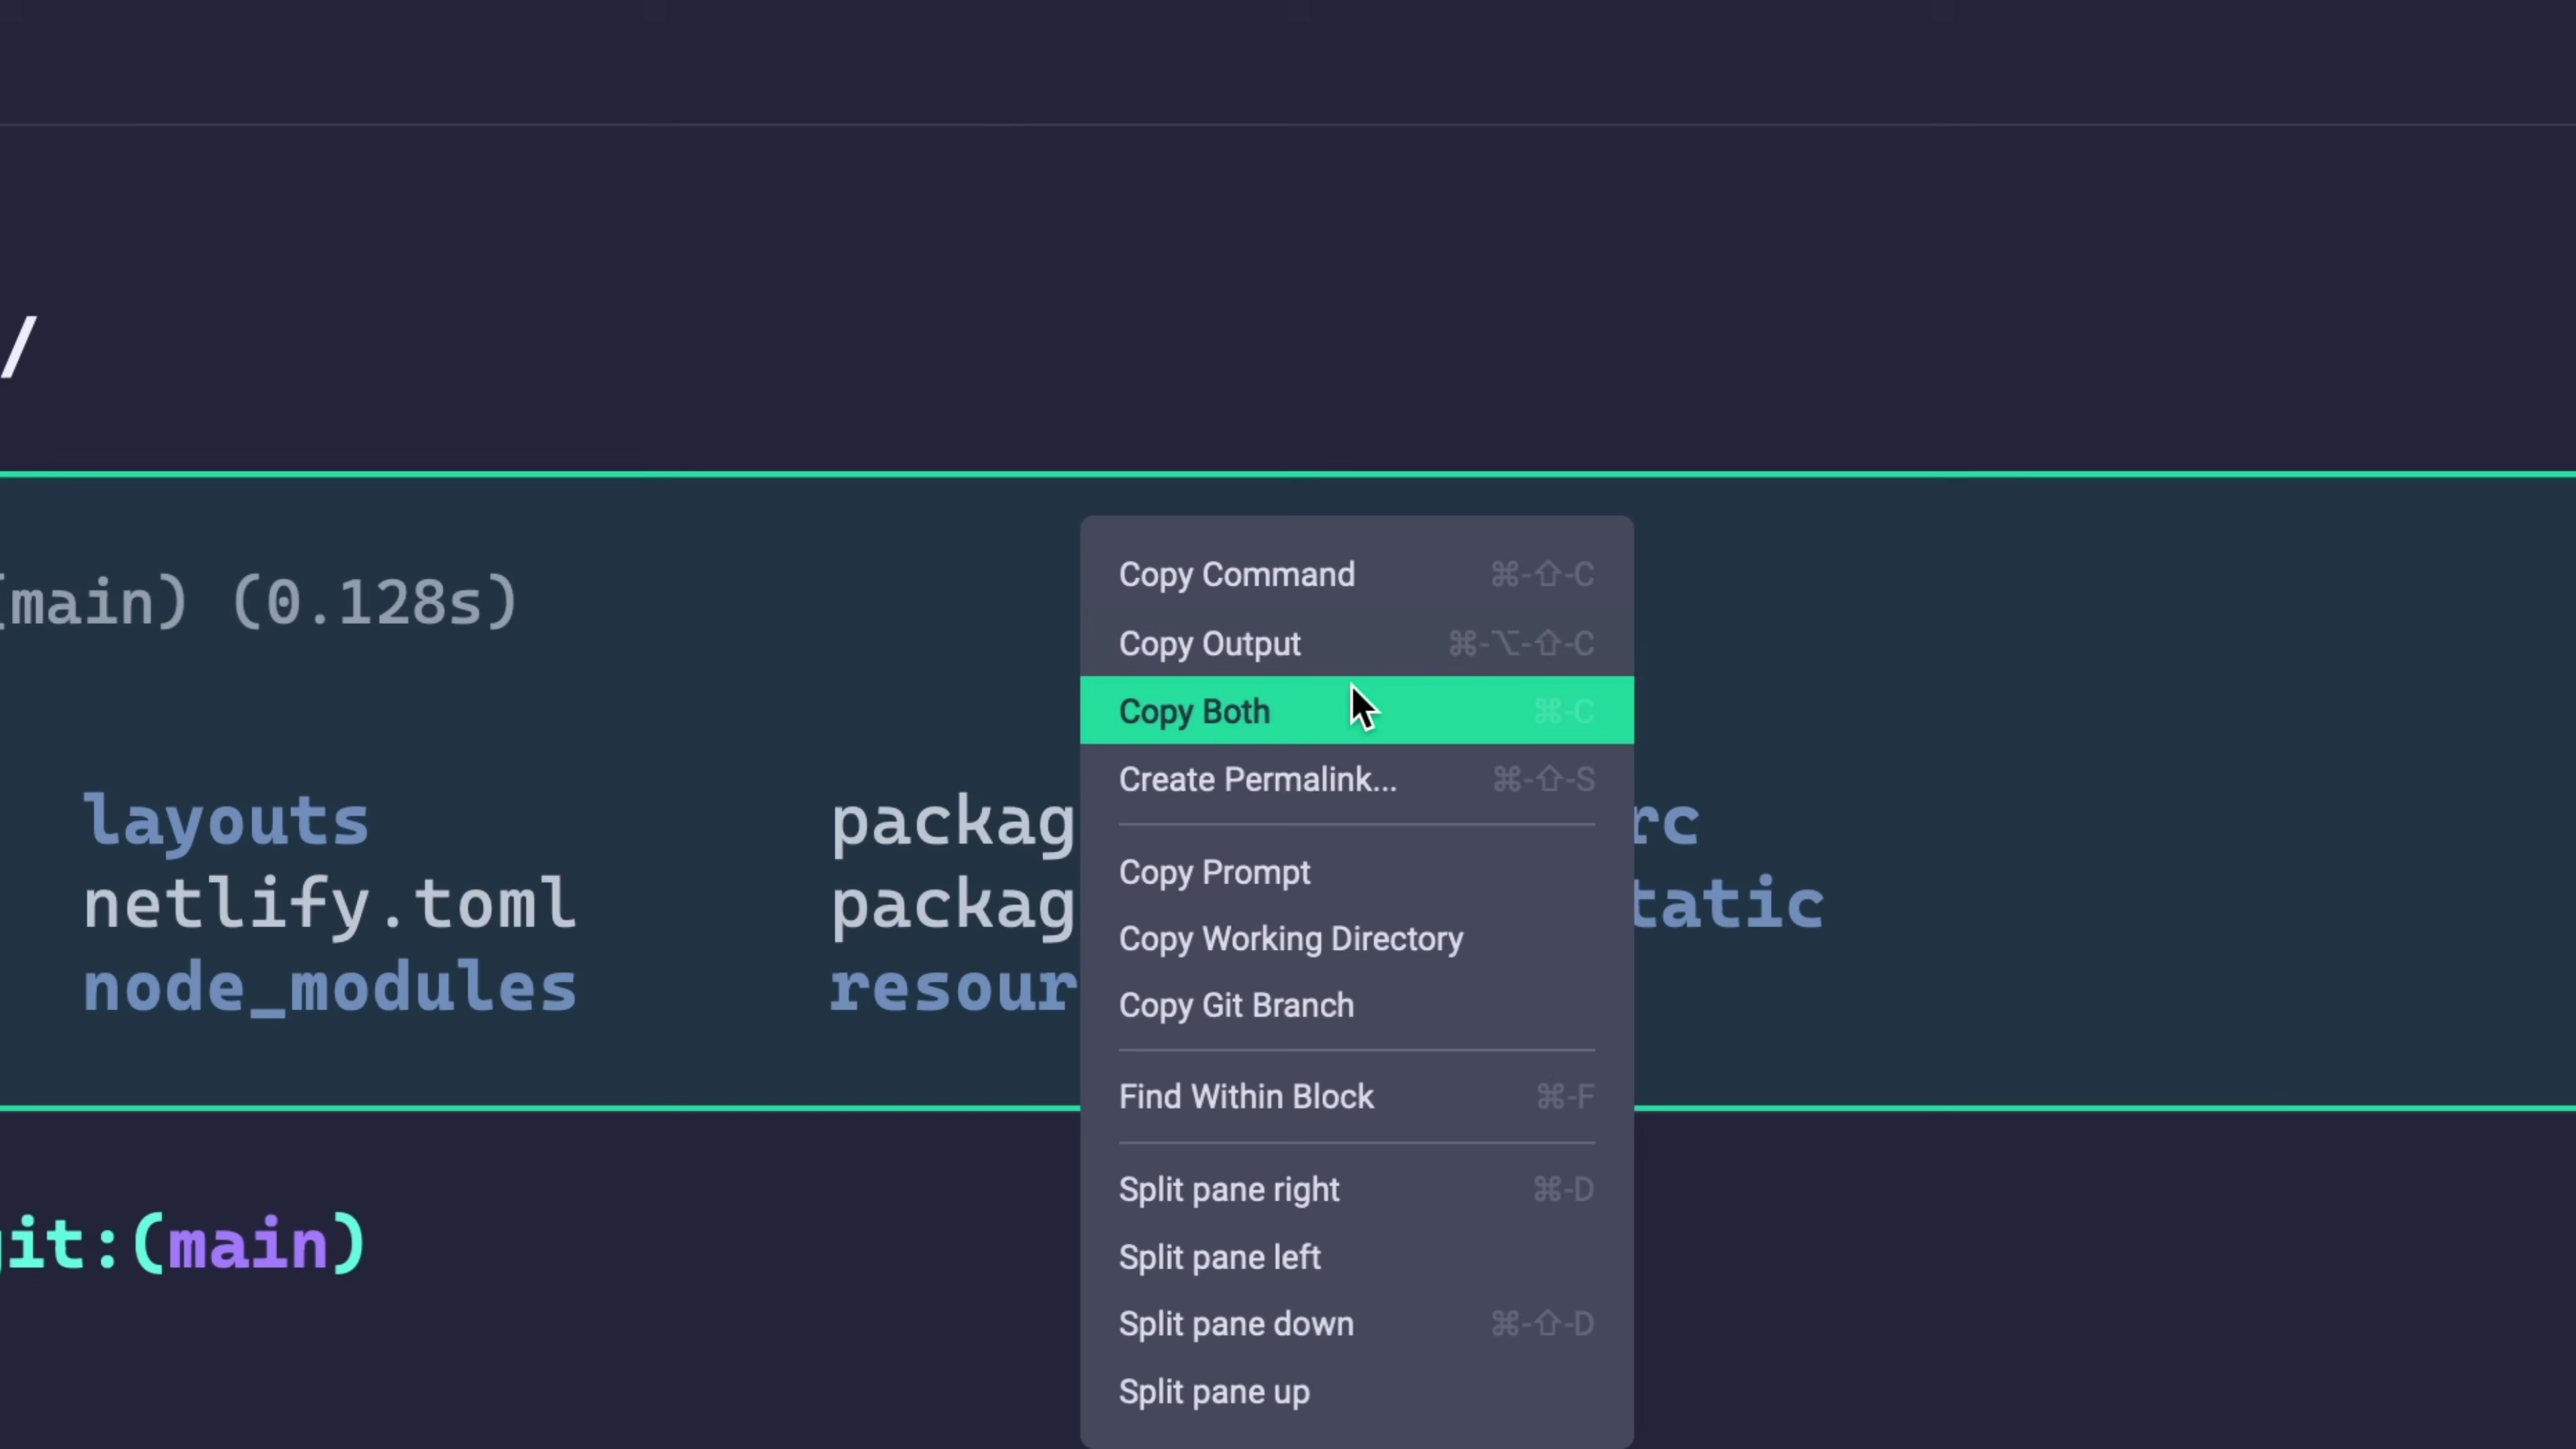 /
(main) (0.128s)
Copy Command ⌘-⇧-C
Copy Output ⌘-⌥-⇧-C
Copy Both ⌘-C
Create Permalink... ⌘-⇧-S
layouts packag rc
netlify.toml packag tatic
node_modules resour
Copy Prompt
Copy Working Directory
Copy Git Branch
Find Within Block ⌘-F
Split pane right ⌘-D
git:(main)
Split pane left
Split pane down ⌘-⇧-D
Split pane up